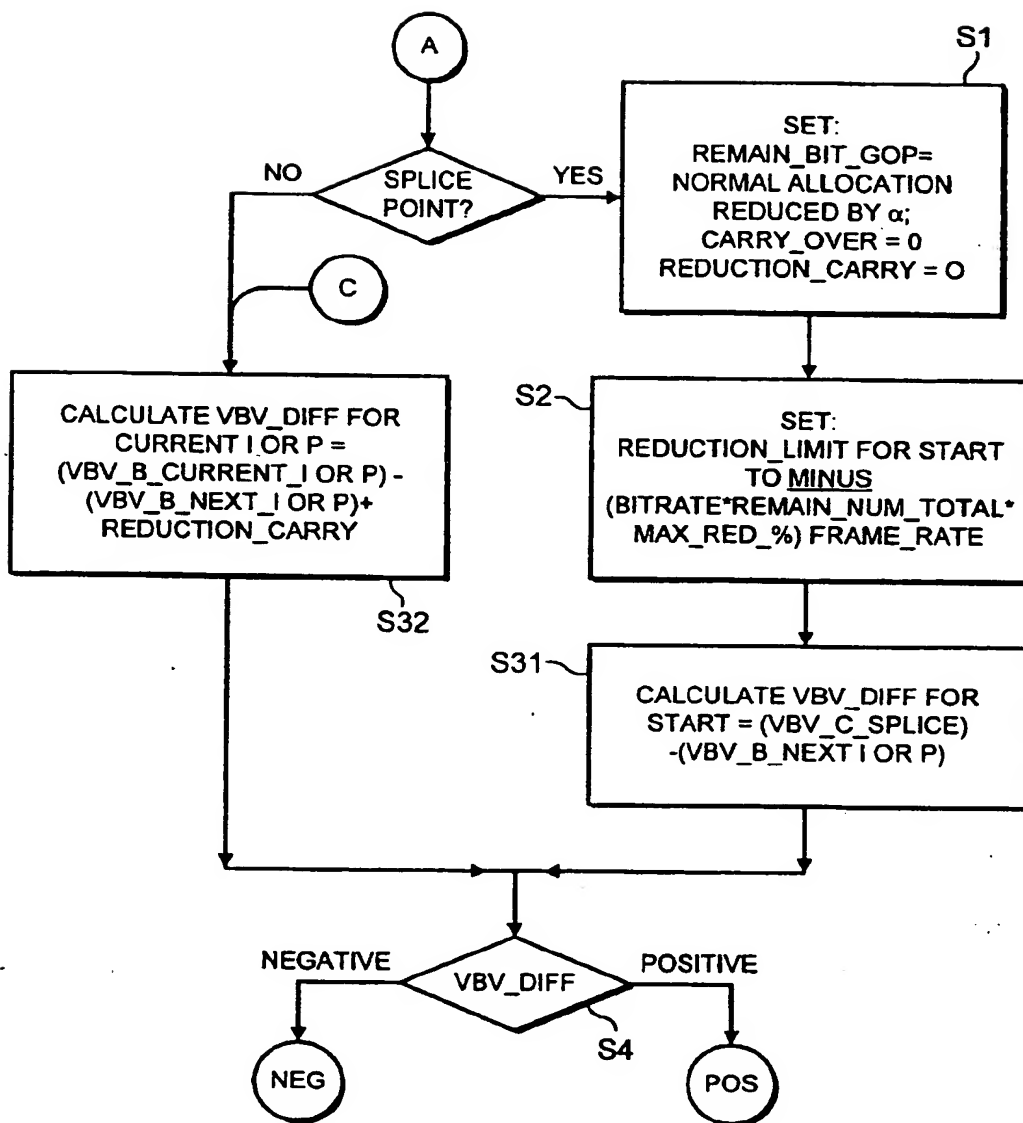 A
S1
SET:
REMAIN_BIT_GOP=
NORMAL ALLOCATION
REDUCED BY α;
CARRY_OVER = 0
REDUCTION_CARRY = O
NO
SPLICE
POINT?
YES
C
S2
SET:
REDUCTION_LIMIT FOR START
TO MINUS
(BITRATE*REMAIN_NUM_TOTAL*
MAX_RED_%) FRAME_RATE
CALCULATE VBV_DIFF FOR
CURRENT I OR P =
(VBV_B_CURRENT_I OR P) -
(VBV_B_NEXT_I OR P)+
REDUCTION_CARRY
S32
S31
CALCULATE VBV_DIFF FOR
START = (VBV_C_SPLICE)
-(VBV_B_NEXT I OR P)
NEGATIVE
VBV_DIFF
POSITIVE
S4
NEG
POS